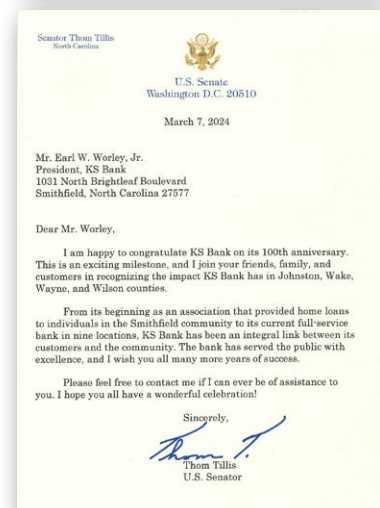 Senator Thom Tillis
North Carolina
U.S. Senate
Washington D.C. 20510
March 7, 2024
Mr. Earl W. Worley, Jr.
President, KS Bank
1031 North Brightleaf Boulevard
Smithfield, North Carolina 27577
Dear Mr. Worley,
I am happy to congratulate KS Bank on its 100th anniversary.
This is an exciting milestone, and I join your friends, family, and
customers in recognizing the impact KS Bank has in Johnston, Wake,
Wayne, and Wilson counties.
From its beginning as an association that provided home loans
to individuals in the Smithfield community to its current full-service
bank in nine locations, KS Bank has been an integral link between its
customers and the community. The bank has served the public with
excellence, and I wish you all many more years of success.
Please feel free to contact me if I can ever be of assistance to
you. I hope you all have a wonderful celebration!
Sincerely,
Thom T.
Thom Tillis
U.S. Senator